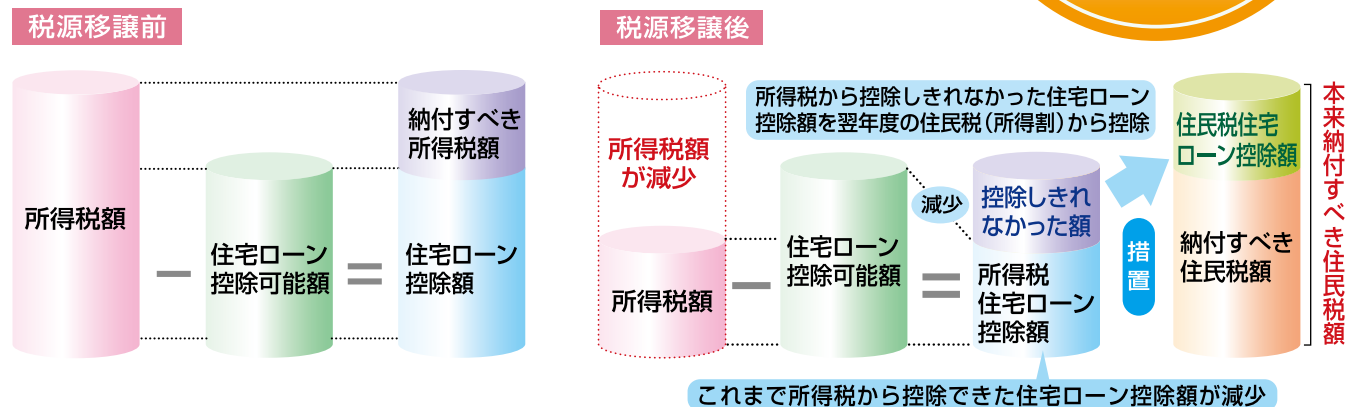 税源移譲前
所得税額
住宅ローン
控除可能額
納付すべき
所得税額
住宅ローン
控除額
税源移譲後
所得税額
が減少
所得税額
所得税から控除しきれなかった住宅ローン
控除額を翌年度の住民税(所得割)から控除
住宅ローン
控除可能額
減少
控除しきれ
なかった額
所得税
住宅ローン
控除額
措置
住民税住宅
ローン控除額
納付すべき
住民税額
本来納付すべき住民税額
これまで所得税から控除できた住宅ローン控除額が減少